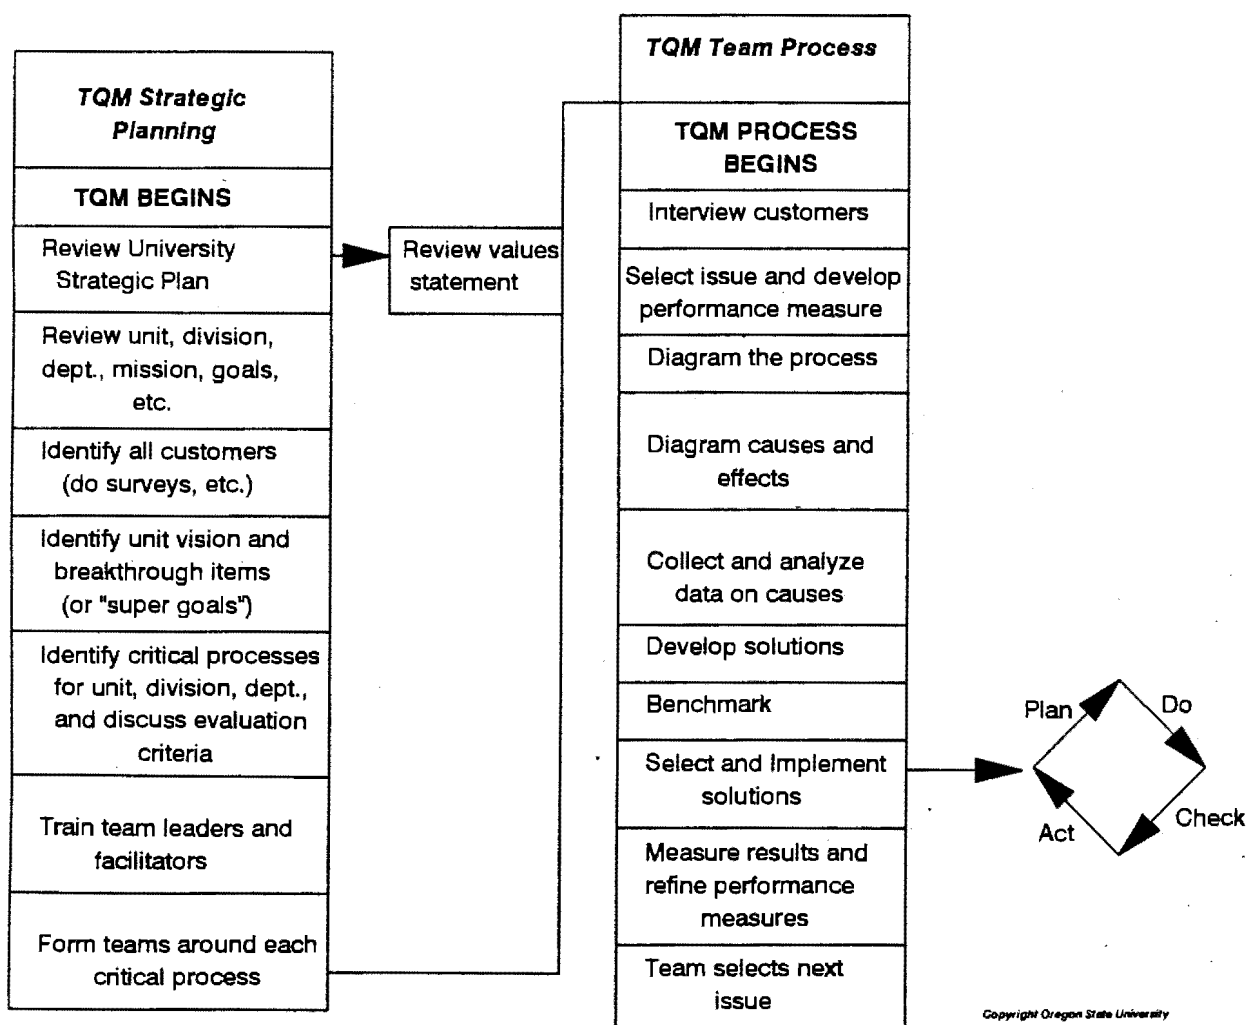 TQM Strategic
Planning
TQM BEGINS
Review University
Strategic Plan
Review unit, division,
dept., mission, goals,
etc.
Identify all customers
(do surveys, etc.)
Identify unit vision and
breakthrough items
(or "super goals")
Identify critical processes
for unit, division, dept.,
and discuss evaluation
criteria
Train team leaders and
facilitators
Form teams around each
critical process
Review values
statement
TQM Team Process
TQM PROCESS
BEGINS
Interview customers
Select issue and develop
performance measure
Diagram the process
Diagram causes and
effects
Collect and analyze
data on causes
Develop solutions
Benchmark
Select and Implement
solutions
Measure results and
refine performance
measures
Team selects next
issue
Plan
Do
Check
Act
Copyright Oregon State University